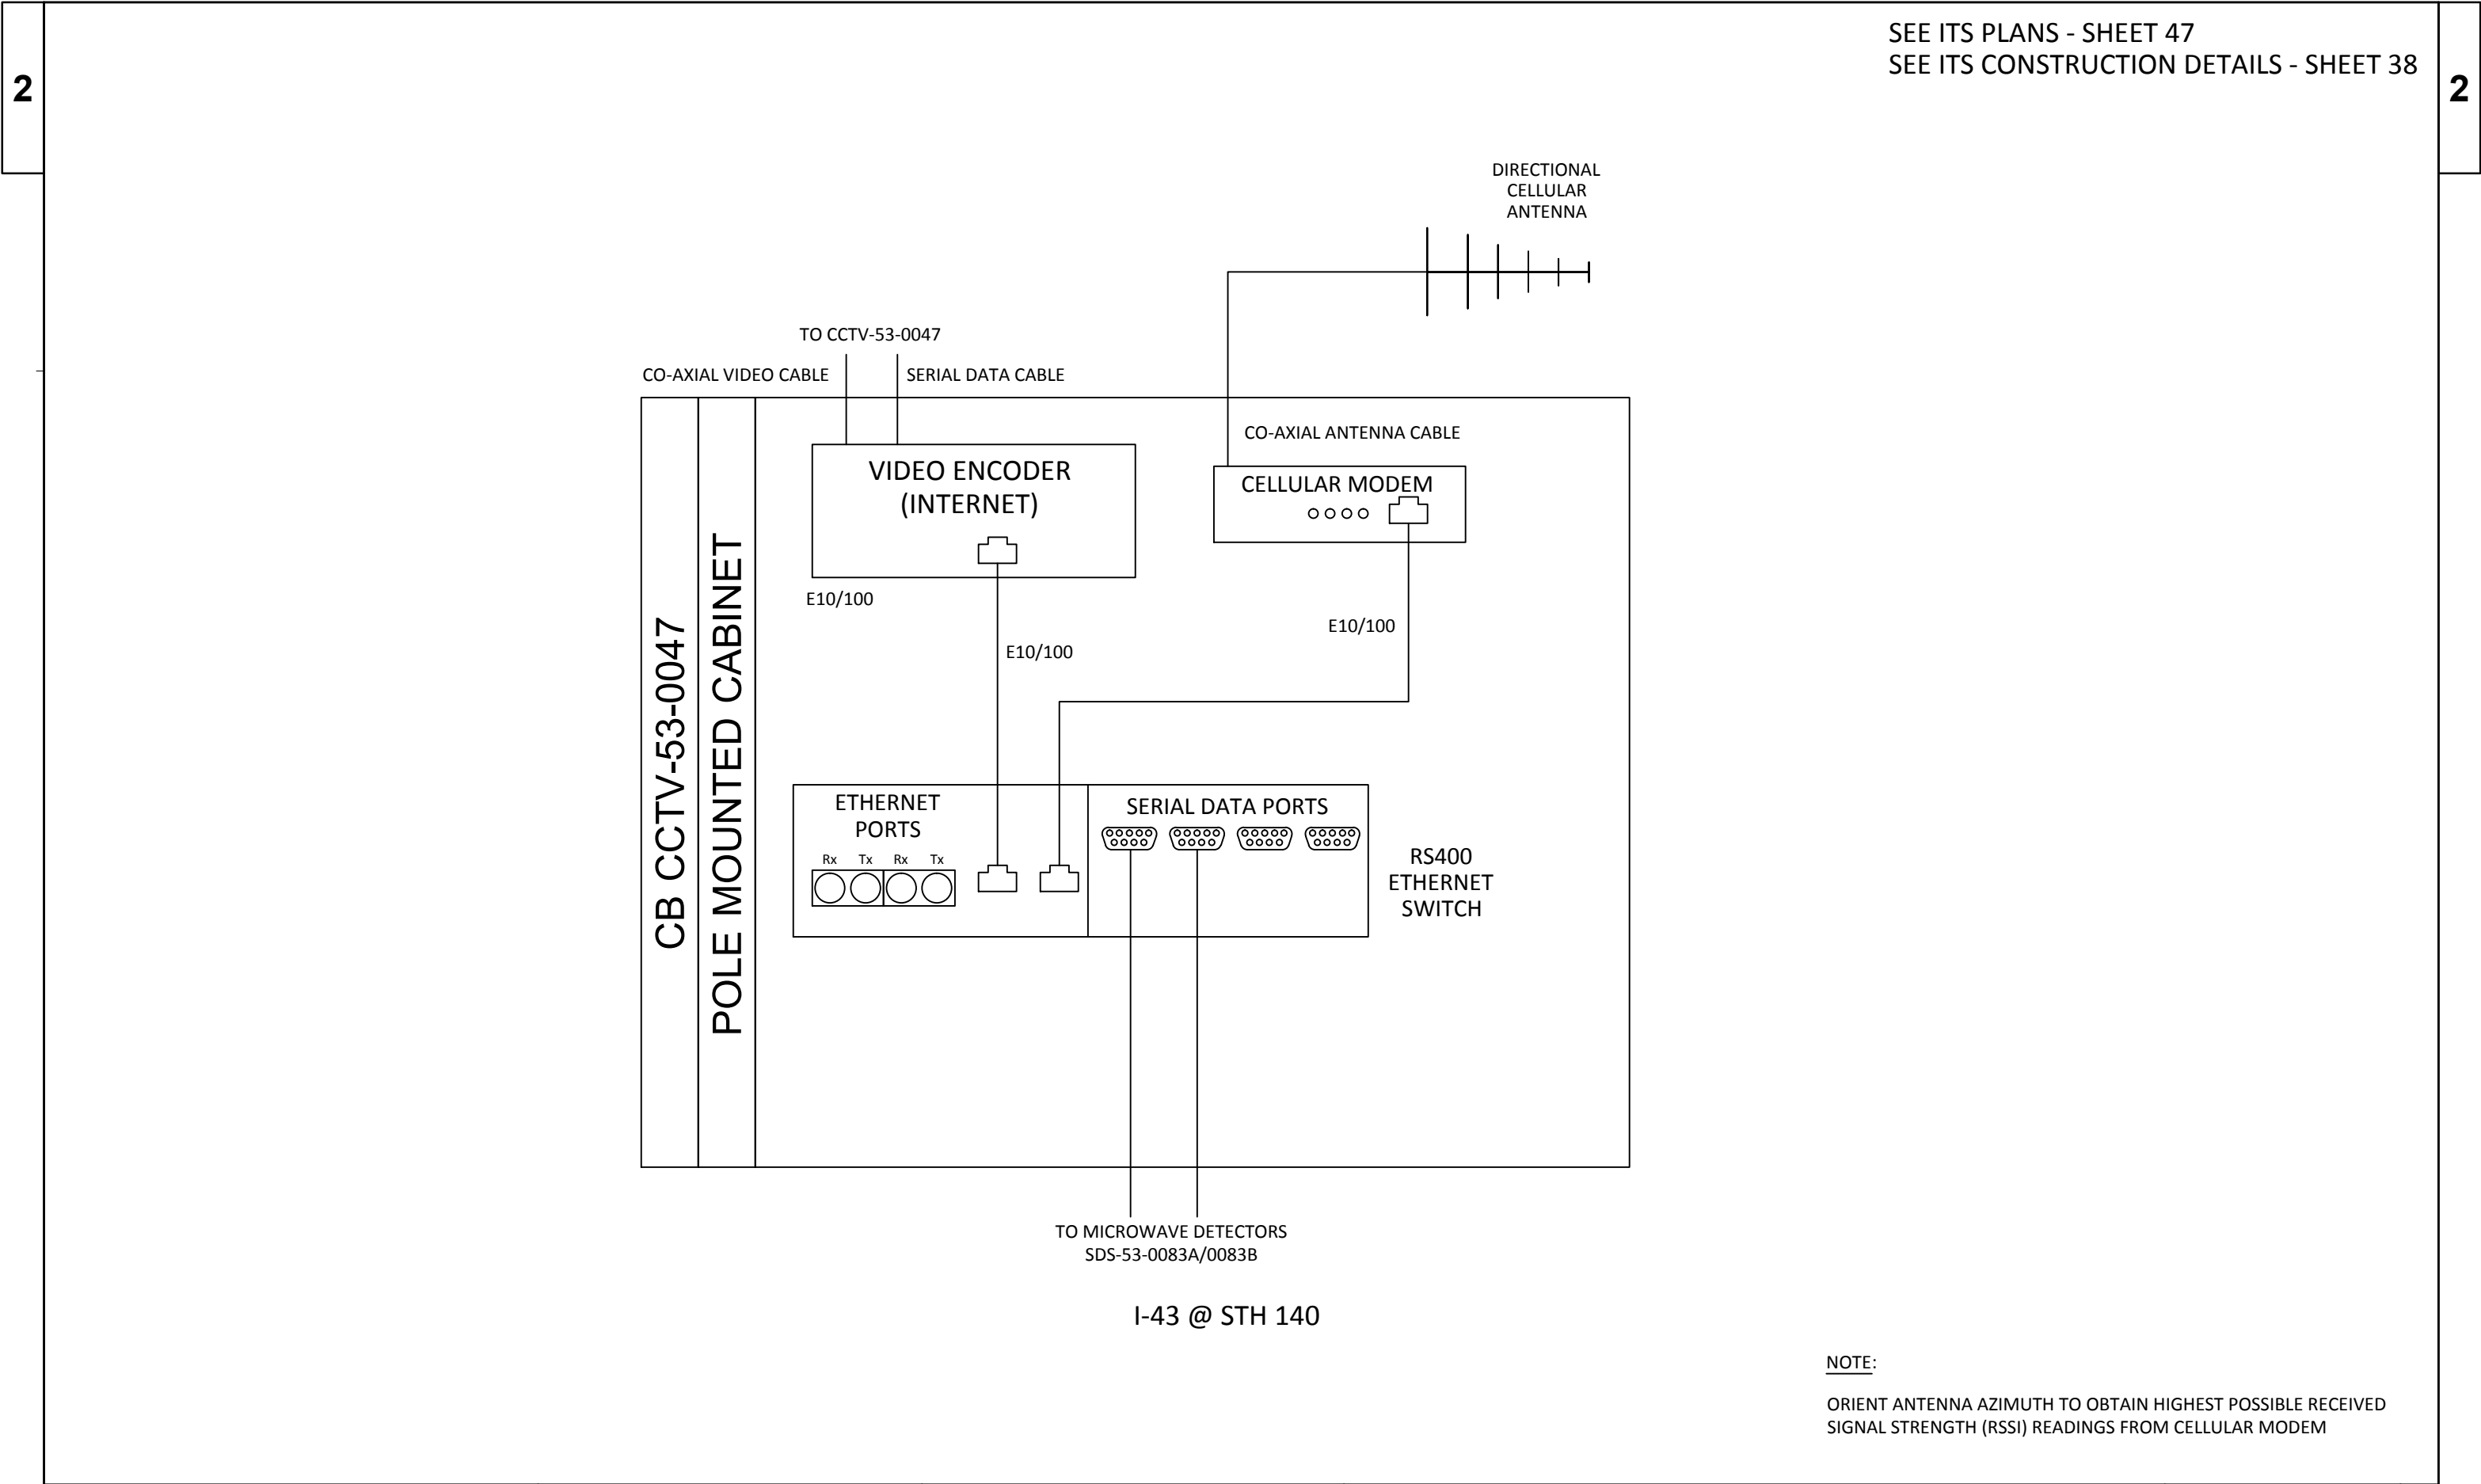 SEE ITS PLANS - SHEET 47
SEE ITS CONSTRUCTION DETAILS - SHEET 38
2
2
DIRECTIONAL
CELLULAR
ANTENNA
TO CCTV-53-0047
CO-AXIAL VIDEO CABLE
SERIAL DATA CABLE
CO-AXIAL ANTENNA CABLE
VIDEO ENCODER
(INTERNET)
CELLULAR MODEM
E10/100
E10/100
E10/100
CB CCTV-53-0047
POLE MOUNTED CABINET
ETHERNET
PORTS
Rx Tx Rx Tx
SERIAL DATA PORTS
RS400
ETHERNET
SWITCH
TO MICROWAVE DETECTORS
SDS-53-0083A/0083B
I-43 @ STH 140
NOTE:
ORIENT ANTENNA AZIMUTH TO OBTAIN HIGHEST POSSIBLE RECEIVED
SIGNAL STRENGTH (RSSI) READINGS FROM CELLULAR MODEM